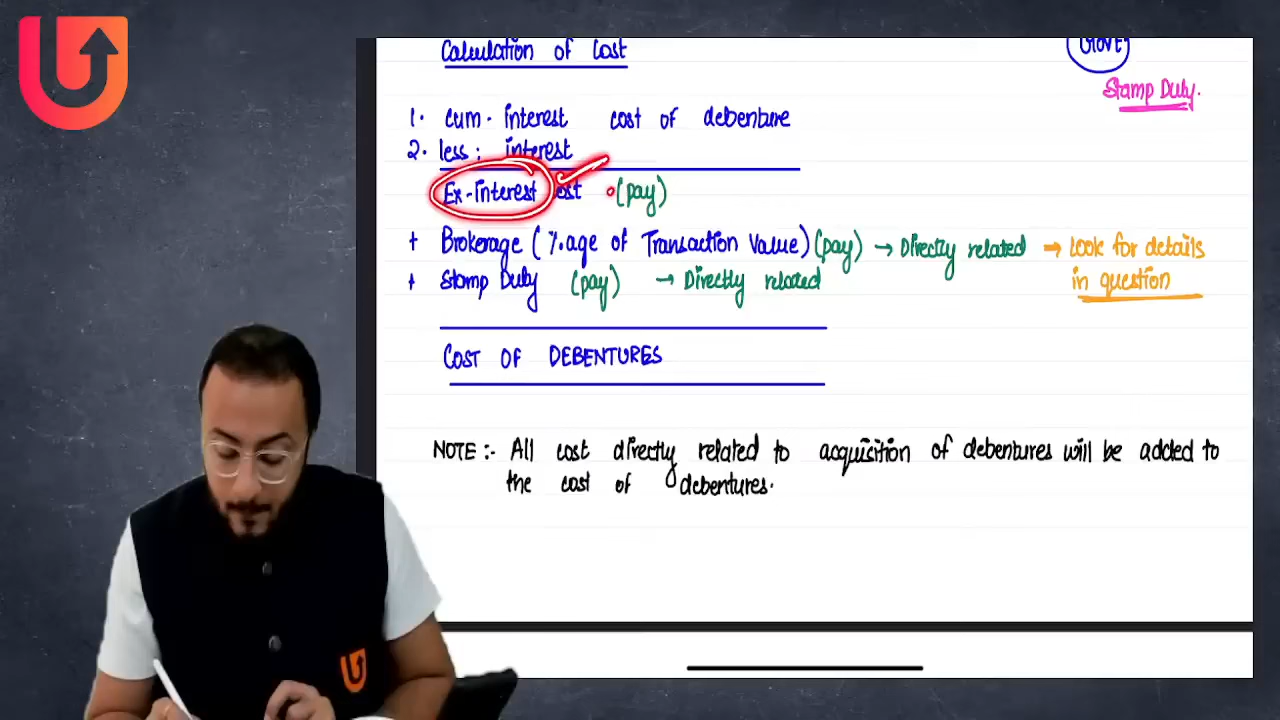 Calculation of Cost
Govt
Stamp Duty.
1. Cum. Interest Cost of debenture
2. less: interest
Ex-Interest Cost (pay)
+ Brokerage (%age of Transaction Value) (pay) → Directly related → Look for details in question
+ Stamp Duty (pay) → Directly related
COST OF DEBENTURES
NOTE:- All cost directly related to acquisition of debentures will be added to
the cost of debentures.